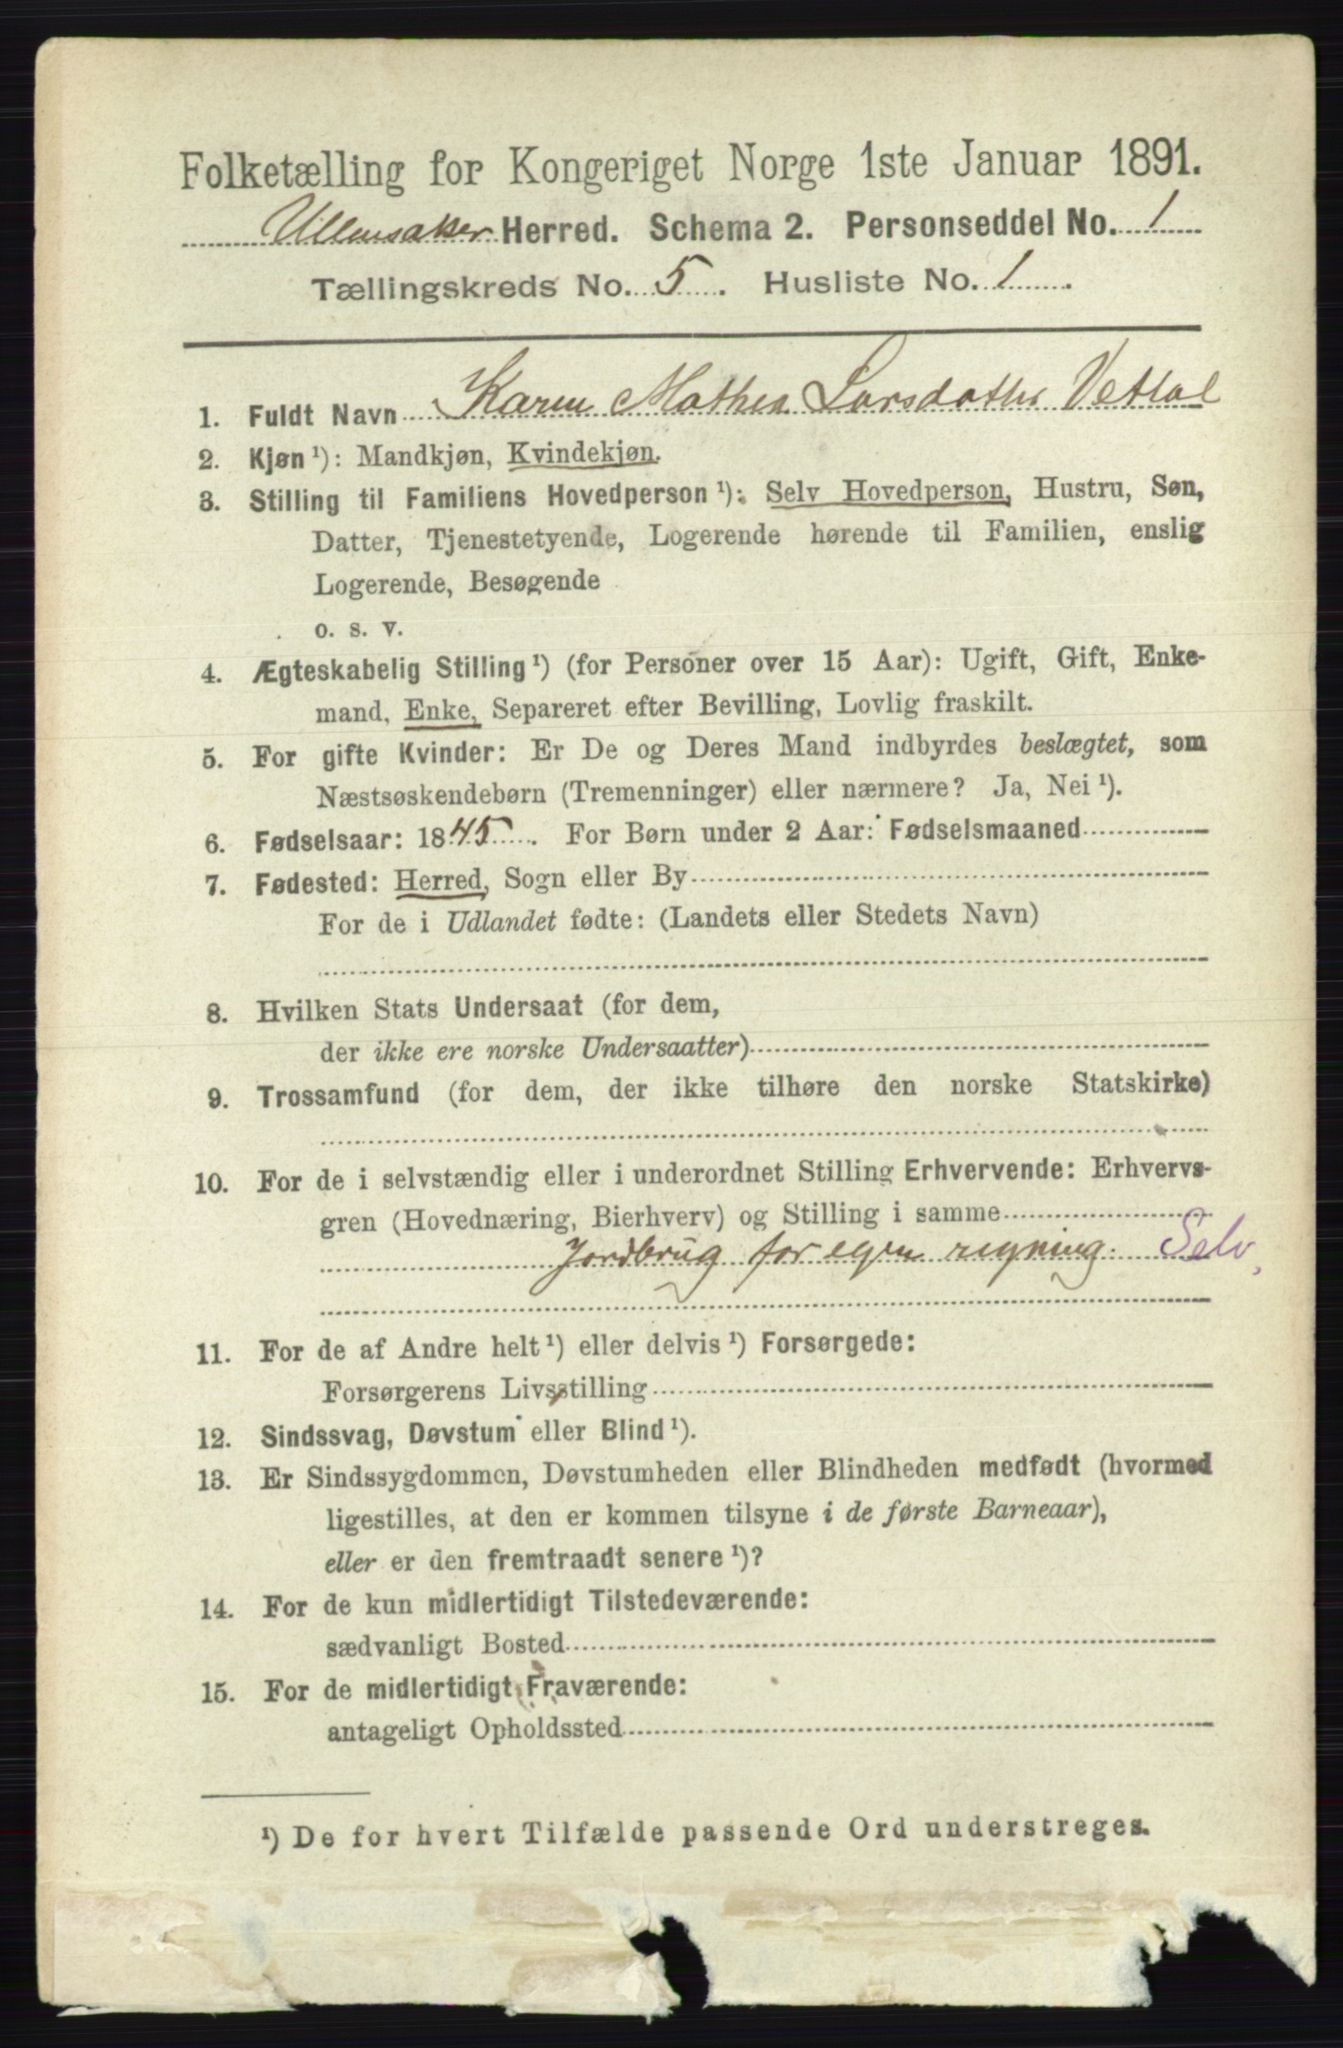 Folketælling for Kongeriget Norge 1ste Januar 1891.
Ullensaker Herred. Schema 2. Personseddel No. 1
Tællingskreds No. 5. Husliste No. 1.
1. Fuldt Navn Karen Mathea Larsdatter Vetlal
2. Kjøn ¹): Mandkjøn, Kvindekjøn.
3. Stilling til Familiens Hovedperson ¹): Selv Hovedperson, Hustru, Søn,
Datter, Tjenestetyende, Logerende hørende til Familien, enslig
Logerende, Besøgende
o. s. v.
4. Ægteskabelig Stilling ¹) (for Personer over 15 Aar): Ugift, Gift, Enke-
mand, Enke, Separeret efter Bevilling, Lovlig fraskilt.
5. For gifte Kvinder: Er De og Deres Mand indbyrdes beslægtet, som
Næstsøskendebørn (Tremenninger) eller nærmere? Ja, Nei ¹).
6. Fødselsaar: 1845. For Børn under 2 Aar: Fødselsmaaned
7. Fødested: Herred, Sogn eller By
For de i Udlandet fødte: (Landets eller Stedets Navn)
8. Hvilken Stats Undersaat (for dem,
der ikke ere norske Undersaatter)
9. Trossamfund (for dem, der ikke tilhøre den norske Statskirke)
10. For de i selvstændig eller i underordnet Stilling Erhvervende: Erhvervs-
gren (Hovednæring, Bierhverv) og Stilling i samme
Jordbrug for egen regning. Selv.
11. For de af Andre helt ¹) eller delvis ¹) Forsørgede:
Forsørgerens Livsstilling
12. Sindssvag, Døvstum eller Blind ¹).
13. Er Sindssygdommen, Døvstumheden eller Blindheden medfødt (hvormed
ligestilles, at den er kommen tilsyne i de første Barneaar),
eller er den fremtraadt senere ¹)?
14. For de kun midlertidigt Tilstedeværende:
sædvanligt Bosted
15. For de midlertidigt Fraværende:
antageligt Opholdssted
¹) De for hvert Tilfælde passende Ord understreges.